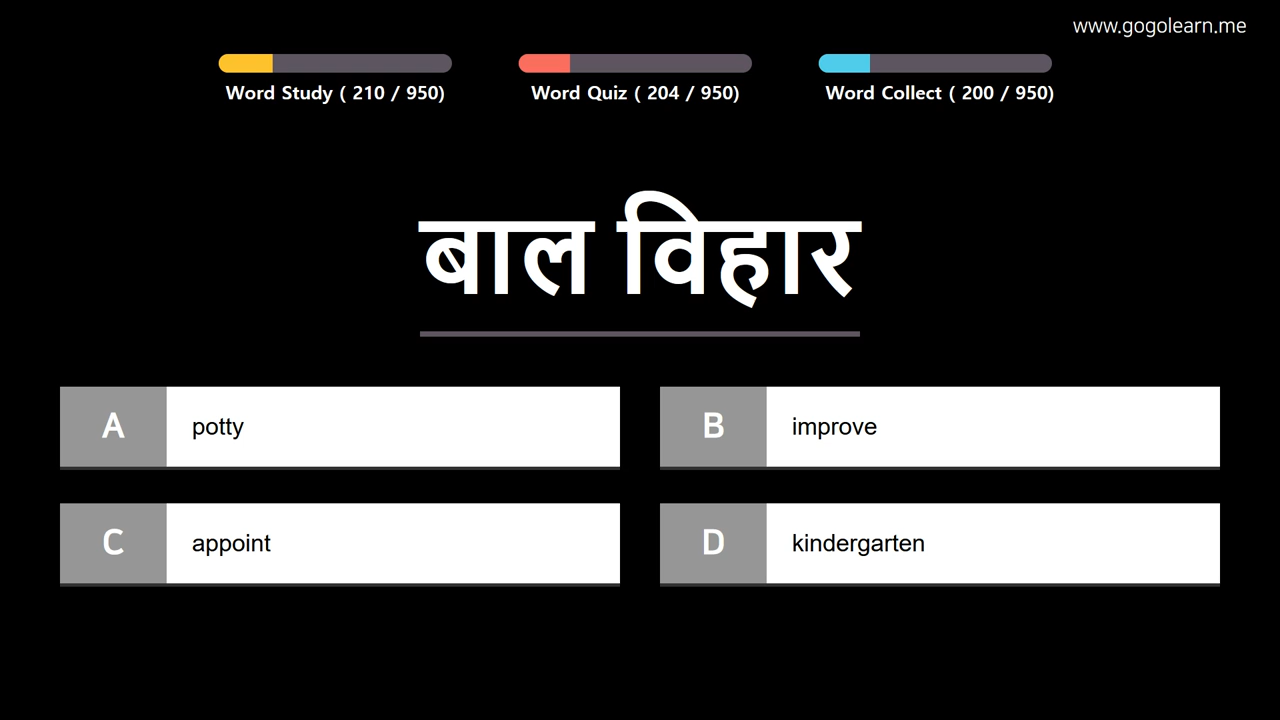 www.gogolearn.me
Word Study ( 210 / 950)
Word Quiz ( 204 / 950)
Word Collect ( 200 / 950)
बाल विहार
A potty
B improve
C appoint
D kindergarten